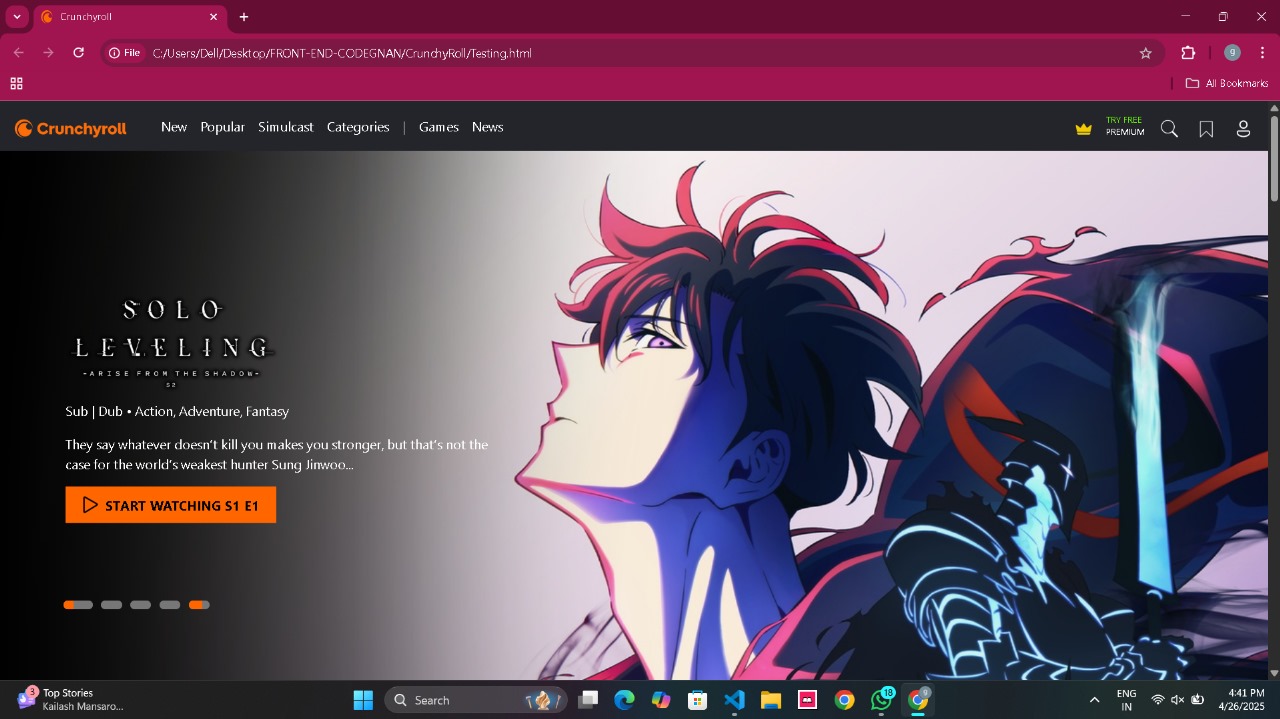 Crunchyroll
File
C:/Users/Dell/Desktop/FRONT-END-CODEGNAN/CrunchyRoll/Testing.html
9
All Bookmarks
Crunchyroll
New Popular Simulcast Categories | Games News
TRY FREE
PREMIUM
SOLO
LEVELING
-ARISE FROM THE SHADOW-
S2
Sub | Dub • Action, Adventure, Fantasy
They say whatever doesn’t kill you makes you stronger, but that’s not the
case for the world’s weakest hunter Sung Jinwoo...
START WATCHING S1 E1
3
Top Stories
Kailash Mansaro...
Search
18
9
ENG
IN
4:41 PM
4/26/2025